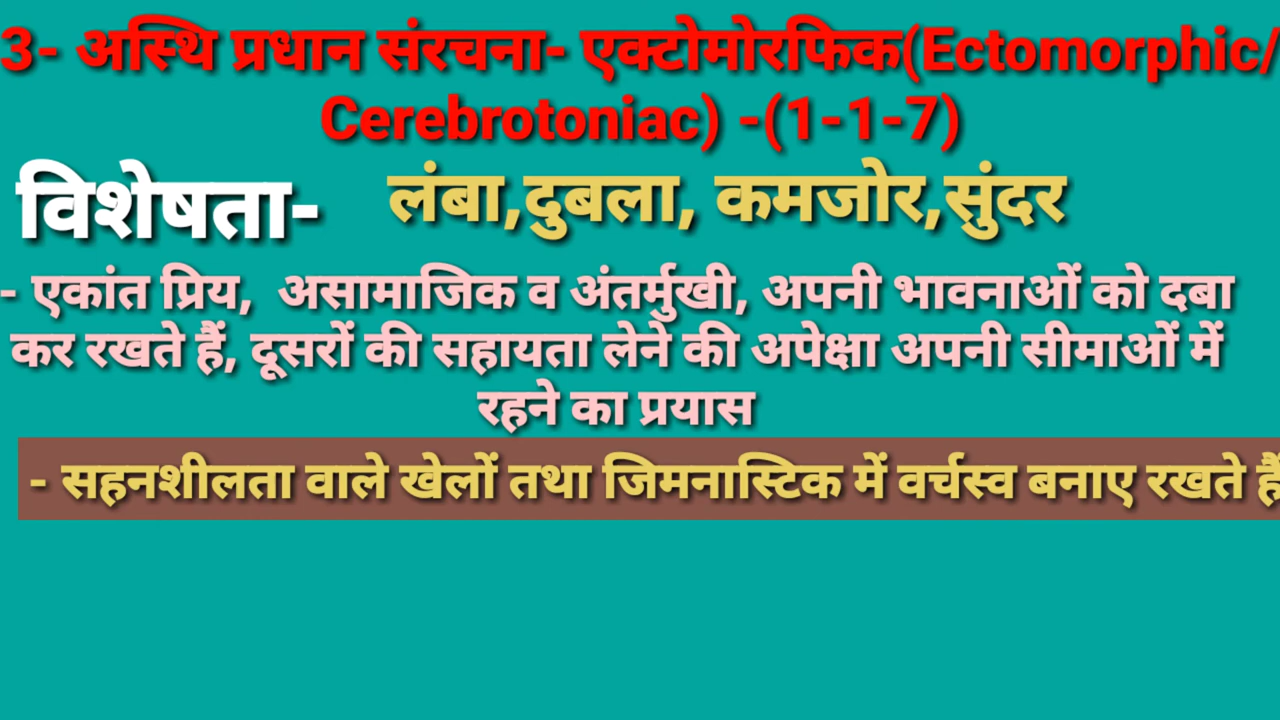 3- अस्थि प्रधान संरचना- एक्टोमोरफिक(Ectomorphic/
Cerebrotoniac) -(1-1-7)
विशेषता- लंबा,दुबला, कमजोर,सुंदर
- एकांत प्रिय, असामाजिक व अंतर्मुखी, अपनी भावनाओं को दबा
कर रखते हैं, दूसरों की सहायता लेने की अपेक्षा अपनी सीमाओं में
रहने का प्रयास
- सहनशीलता वाले खेलों तथा जिमनास्टिक में वर्चस्व बनाए रखते हैं